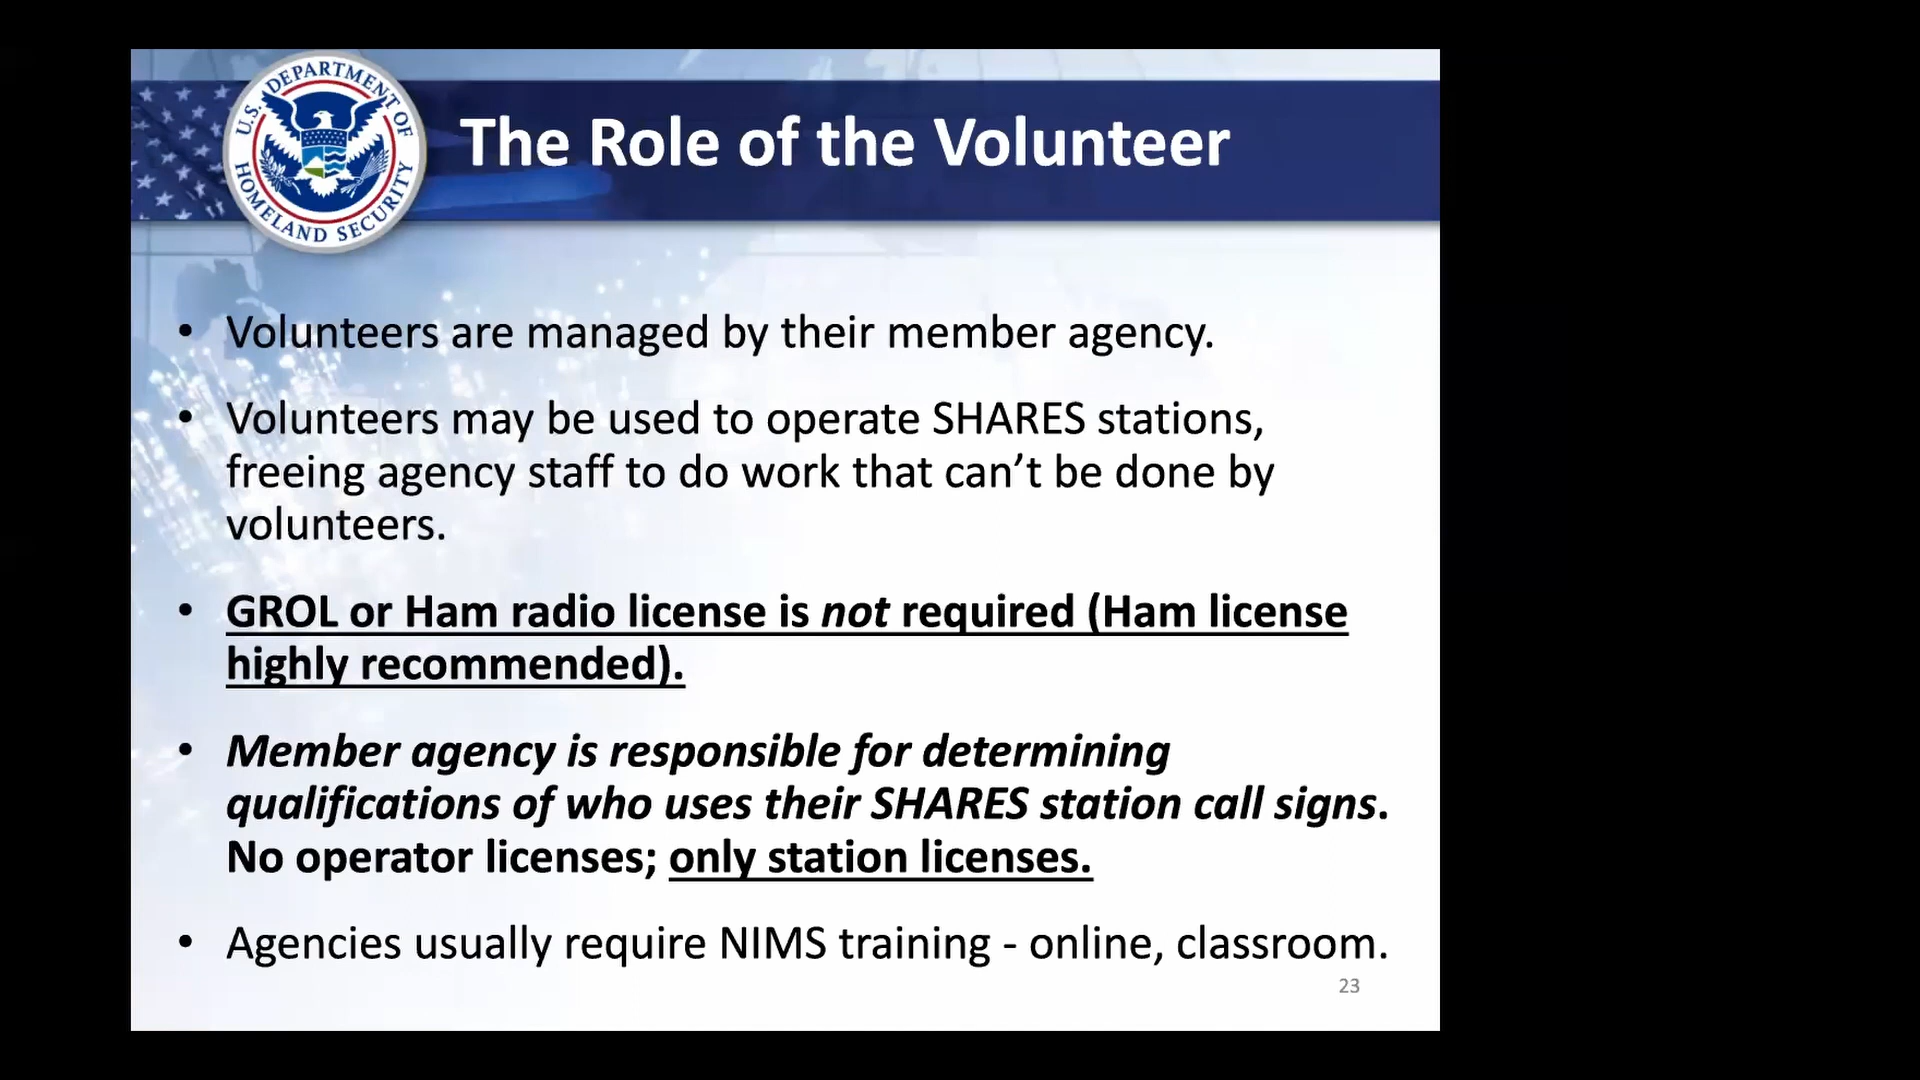 U.S. DEPARTMENT OF
HOMELAND SECURITY
The Role of the Volunteer
• Volunteers are managed by their member agency.
• Volunteers may be used to operate SHARES stations,
freeing agency staff to do work that can’t be done by
volunteers.
• GROL or Ham radio license is not required (Ham license
highly recommended).
• Member agency is responsible for determining
qualifications of who uses their SHARES station call signs.
No operator licenses; only station licenses.
• Agencies usually require NIMS training - online, classroom.
23